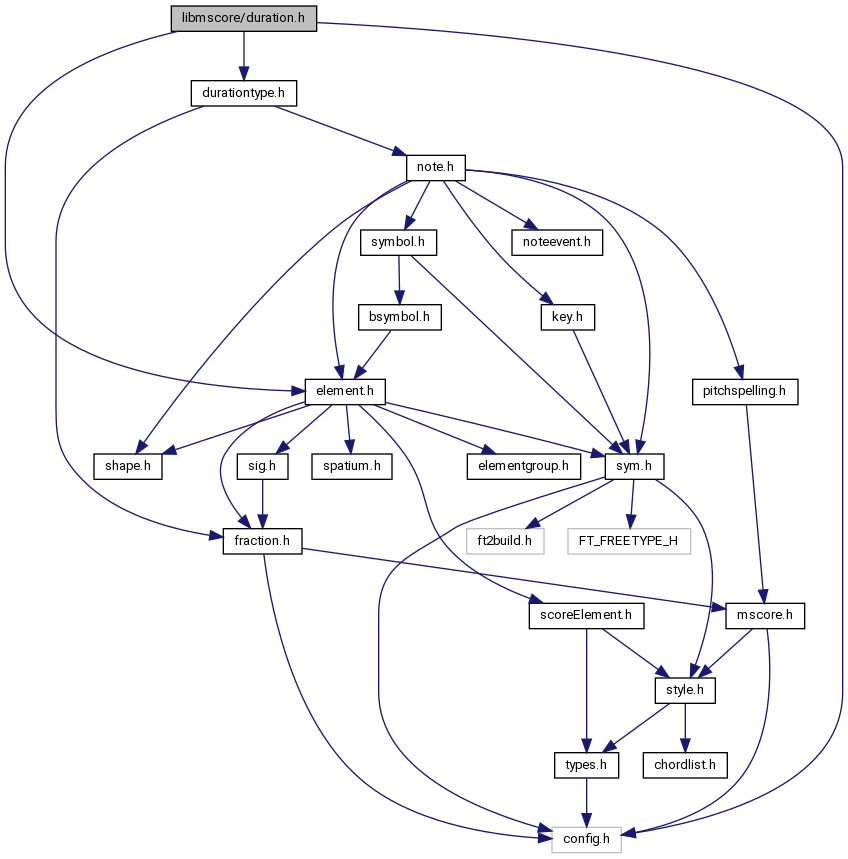 libmscore/duration.h
durationtype.h
note.h
symbol.h
noteevent.h
bsymbol.h
key.h
element.h
pitchspelling.h
shape.h
sig.h
spatium.h
elementgroup.h
sym.h
fraction.h
ft2build.h
FT_FREETYPE_H
scoreElement.h
mscore.h
style.h
types.h
chordlist.h
config.h